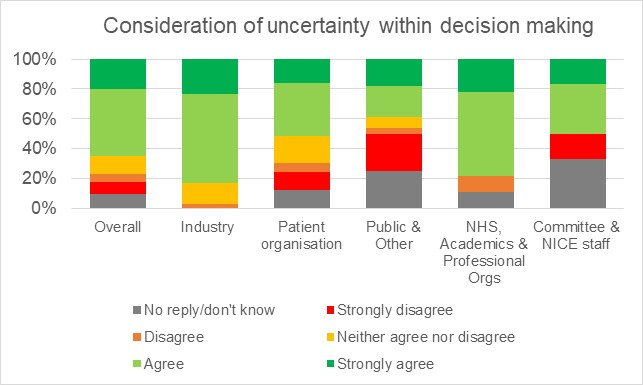 Consideration of uncertainty within decision making
100%
80%
60%
40%
20%
0%
Overall
Industry
Patient
organisation
Public &
Other
NHS,
Academics &
Professional
Orgs
Committee &
NICE staff
No reply/don't know
Strongly disagree
Disagree
Neither agree nor disagree
Agree
Strongly agree